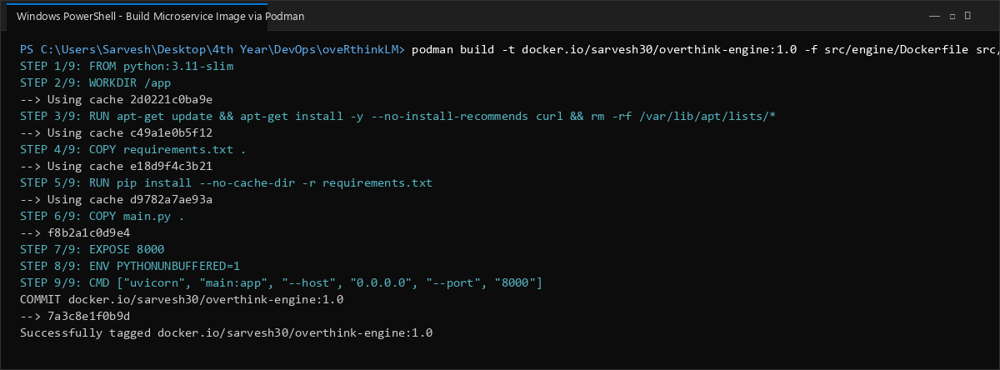 Windows PowerShell - Build Microservice Image via Podman
PS C:\Users\Sarvesh\Desktop\4th Year\DevOps\oveRthinkLM> podman build -t docker.io/sarvesh30/overthink-engine:1.0 -f src/engine/Dockerfile src/
STEP 1/9: FROM python:3.11-slim
STEP 2/9: WORKDIR /app
--> Using cache 2d0221c0ba9e
STEP 3/9: RUN apt-get update && apt-get install -y --no-install-recommends curl && rm -rf /var/lib/apt/lists/*
--> Using cache c49a1e0b5f12
STEP 4/9: COPY requirements.txt .
--> Using cache e18d9f4c3b21
STEP 5/9: RUN pip install --no-cache-dir -r requirements.txt
--> Using cache d9782a7ae93a
STEP 6/9: COPY main.py .
--> f8b2a1c0d9e4
STEP 7/9: EXPOSE 8000
STEP 8/9: ENV PYTHONUNBUFFERED=1
STEP 9/9: CMD ["uvicorn", "main:app", "--host", "0.0.0.0", "--port", "8000"]
COMMIT docker.io/sarvesh30/overthink-engine:1.0
--> 7a3c8e1f0b9d
Successfully tagged docker.io/sarvesh30/overthink-engine:1.0